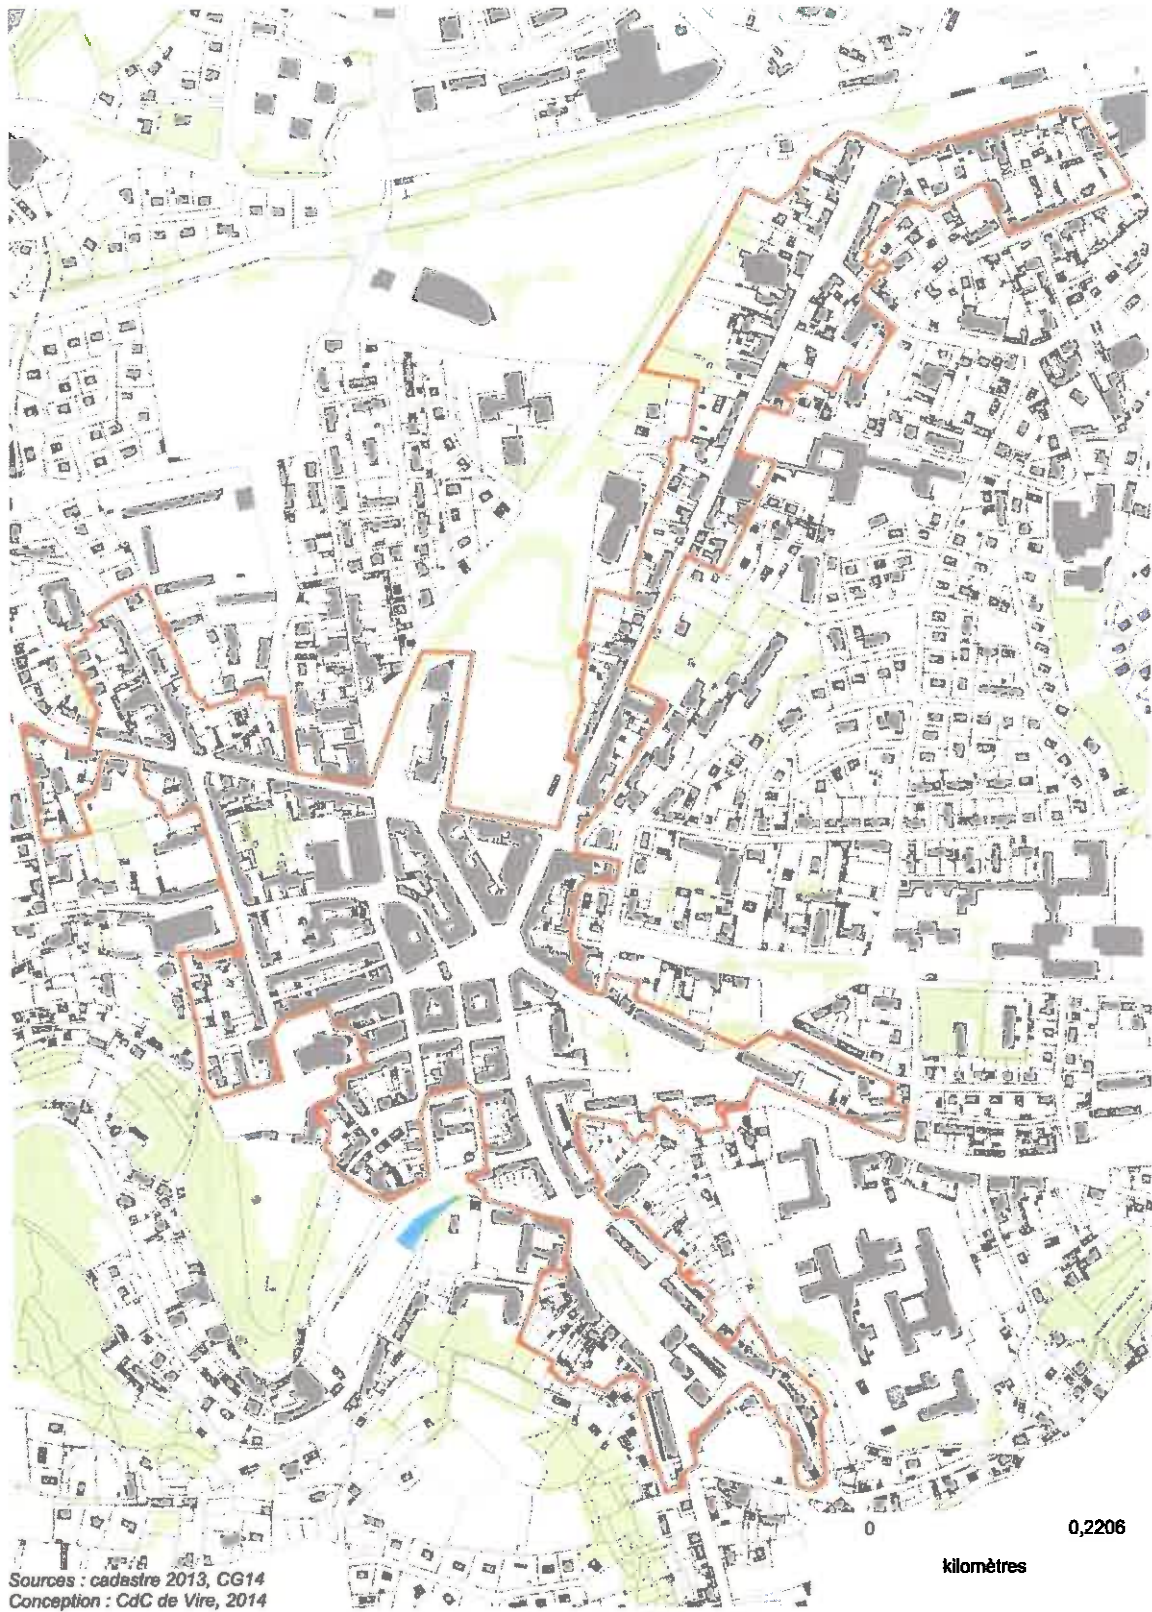 0 0,2206
kilomètres
Sources : cadastre 2013, CG14
Conception : CdC de Vire, 2014